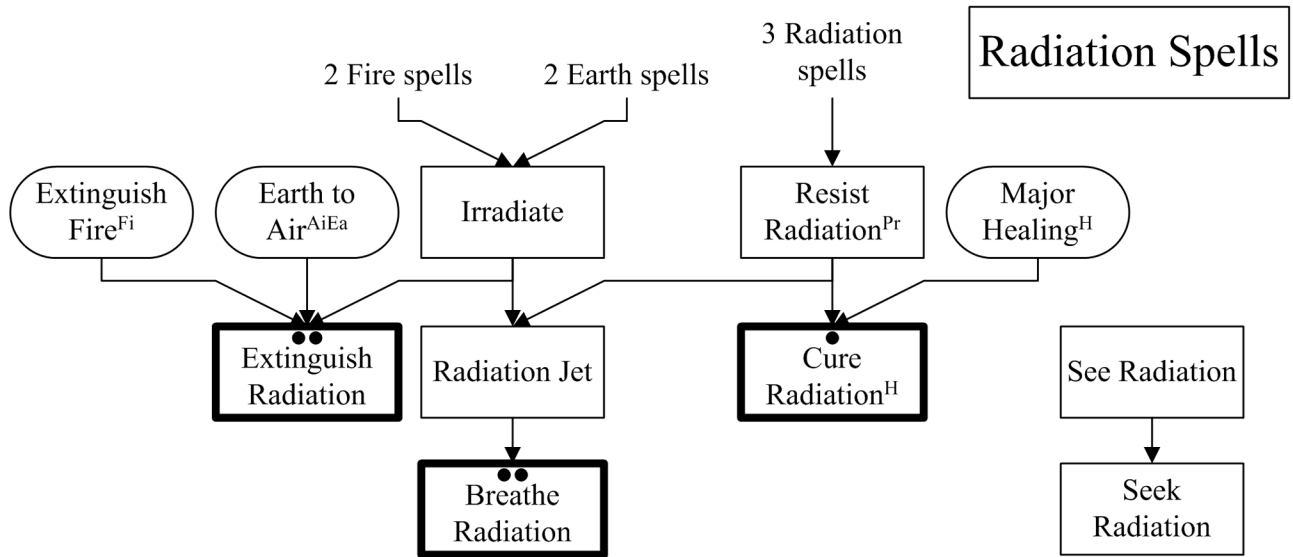 Radiation Spells
3 Radiation
spells
2 Fire spells
2 Earth spells
Extinguish
Fire^Fi
Earth to
Air^AiEa
Irradiate
Resist
Radiation^Pr
Major
Healing^H
Extinguish
Radiation
Radiation Jet
Cure
Radiation^H
See Radiation
Breathe
Radiation
Seek
Radiation